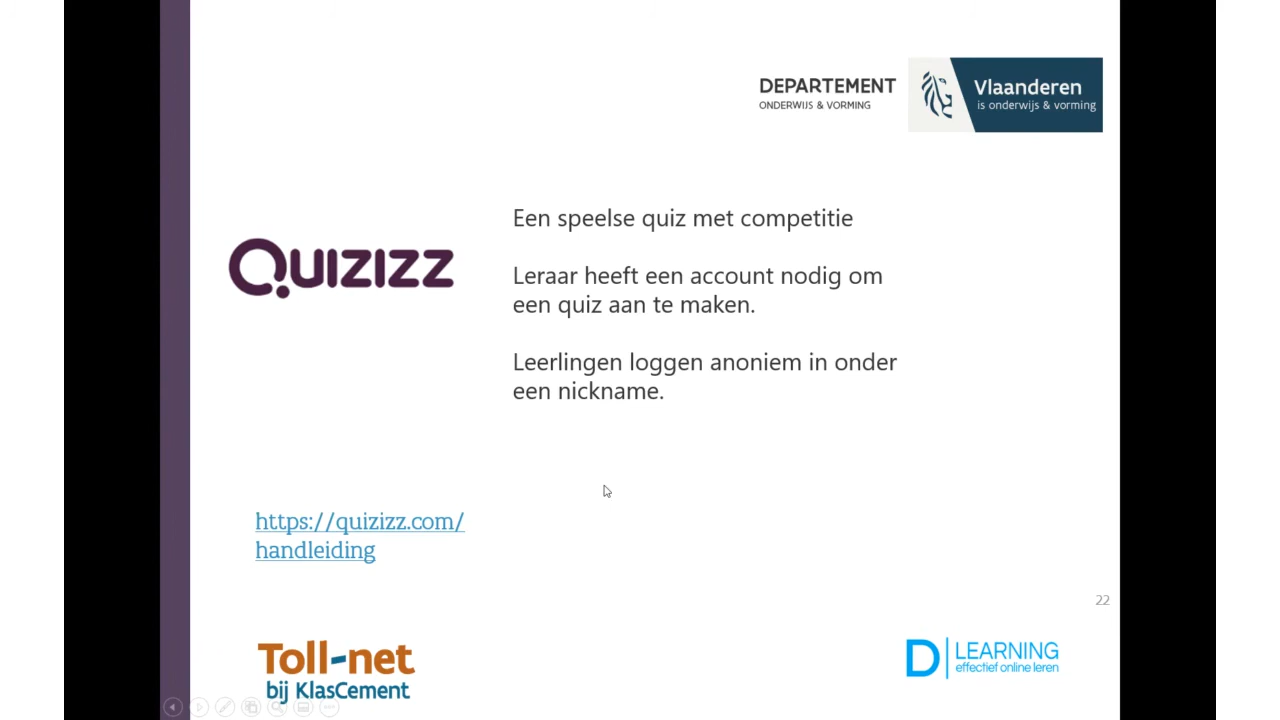 DEPARTEMENT
ONDERWIJS & VORMING
Vlaanderen
is onderwijs & vorming
Een speelse quiz met competitie
QUIZIZZ
Leraar heeft een account nodig om
een quiz aan te maken.
Leerlingen loggen anoniem in onder
een nickname.
https://quizizz.com/
handleiding
22
Toll-net
bij KlasCement
D LEARNING
effectief online leren